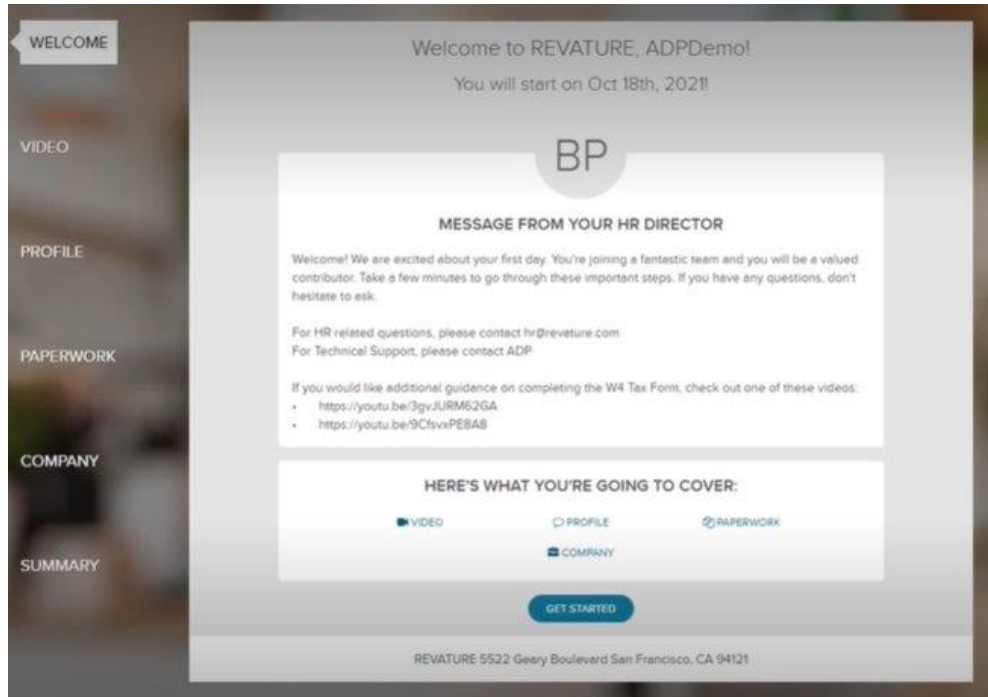 WELCOME
VIDEO
PROFILE
PAPERWORK
COMPANY
SUMMARY
Welcome to REVATURE, ADPDemo!
You will start on Oct 18th, 2021!
BP
MESSAGE FROM YOUR HR DIRECTOR
Welcome! We are excited about your first day. You're joining a fantastic team and you will be a valued
contributor. Take a few minutes to go through these important steps. If you have any questions, don't
hesitate to ask.
For HR related questions, please contact hr@revature.com
For Technical Support, please contact ADP
If you would like additional guidance on completing the W4 Tax Form, check out one of these videos:
• https://youtu.be/3gvJURM62GA
• https://youtu.be/9CfsvxPE8A8
HERE'S WHAT YOU'RE GOING TO COVER:
VIDEO PROFILE PAPERWORK
COMPANY
GET STARTED
REVATURE 5522 Geary Boulevard San Francisco, CA 94121